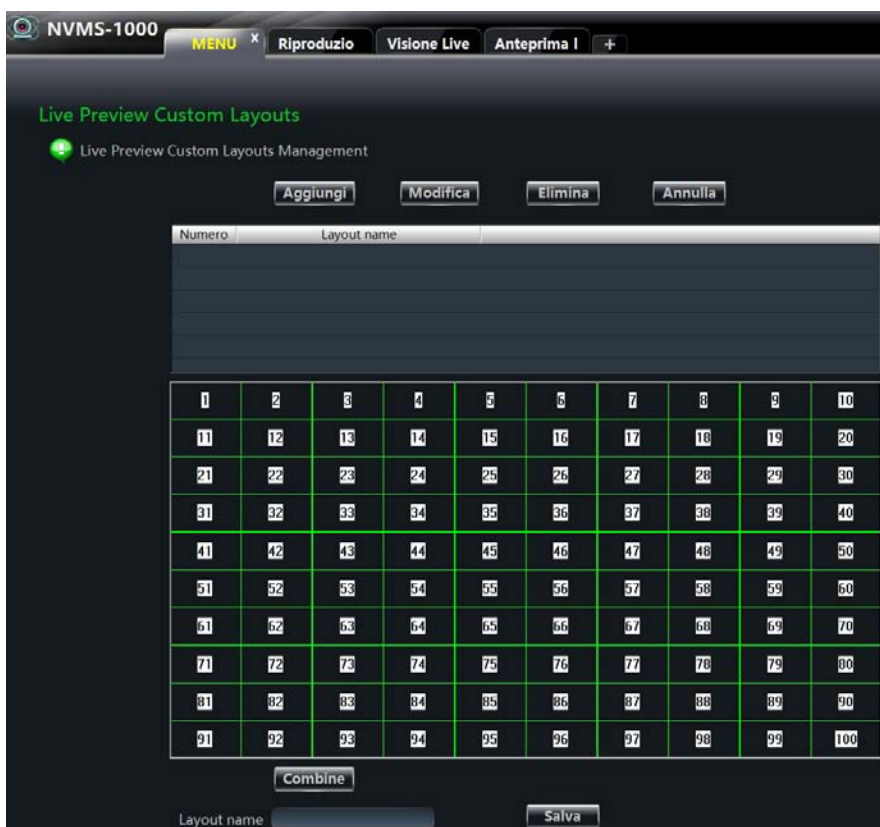 NVMS-1000
MENU x Riproduzio Visione Live Anteprima I +
Live Preview Custom Layouts
Live Preview Custom Layouts Management
Aggiungi Modifica Elimina Annulla
Numero Layout name
1 2 3 4 5 6 7 8 9 10
11 12 13 14 15 16 17 18 19 20
21 22 23 24 25 26 27 28 29 30
31 32 33 34 35 36 37 38 39 40
41 42 43 44 45 46 47 48 49 50
51 52 53 54 55 56 57 58 59 60
61 62 63 64 65 66 67 68 69 70
71 72 73 74 75 76 77 78 79 80
81 82 83 84 85 86 87 88 89 90
91 92 93 94 95 96 97 98 99 100
Combine
Layout name Salva